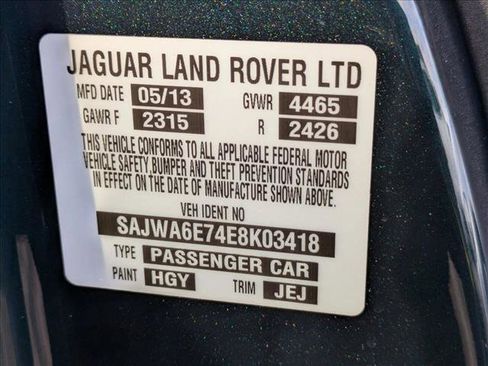 JAGUAR LAND ROVER LTD
MFD DATE 05/13 GVWR 4465
GAWR F 2315 R 2426
THIS VEHICLE CONFORMS TO ALL APPLICABLE FEDERAL MOTOR
VEHICLE SAFETY BUMPER AND THEFT PREVENTION STANDARDS
IN EFFECT ON THE DATE OF MANUFACTURE SHOWN ABOVE.
VEH IDENT NO
SAJWA6E74E8K03418
TYPE PASSENGER CAR
PAINT HGY TRIM JEJ